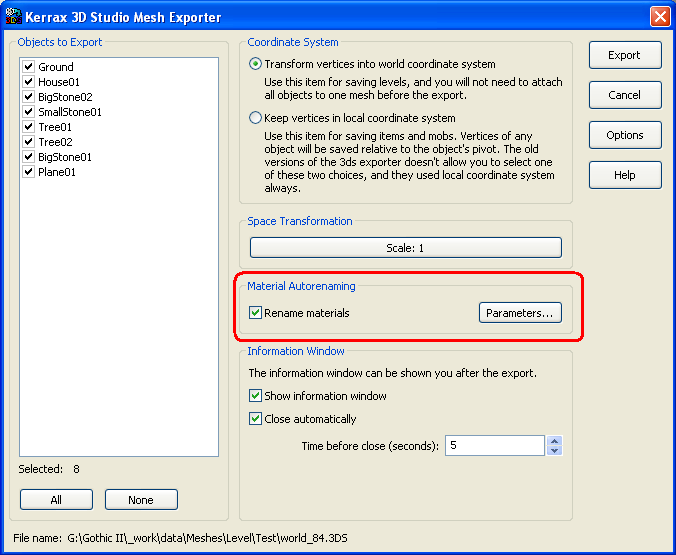 Kerrax 3D Studio Mesh Exporter
Objects to Export
Ground
House01
BigStone02
SmallStone01
Tree01
Tree02
BigStone01
Plane01
Selected: 8
All
None
Coordinate System
Transform vertices into world coordinate system
Use this item for saving levels, and you will not need to attach
all objects to one mesh before the export.
Keep vertices in local coordinate system
Use this item for saving items and mobs. Vertices of any
object will be saved relative to the object's pivot. The old
versions of the 3ds exporter doesn't allow you to select one
of these two choices, and they used local coordinate system
always.
Space Transformation
Scale: 1
Material Autorenaming
Rename materials
Parameters...
Information Window
The information window can be shown you after the export.
Show information window
Close automatically
Time before close (seconds): 5
Export
Cancel
Options
Help
File name: G:\Gothic II\_work\data\Meshes\Level\Test\world_84.3DS